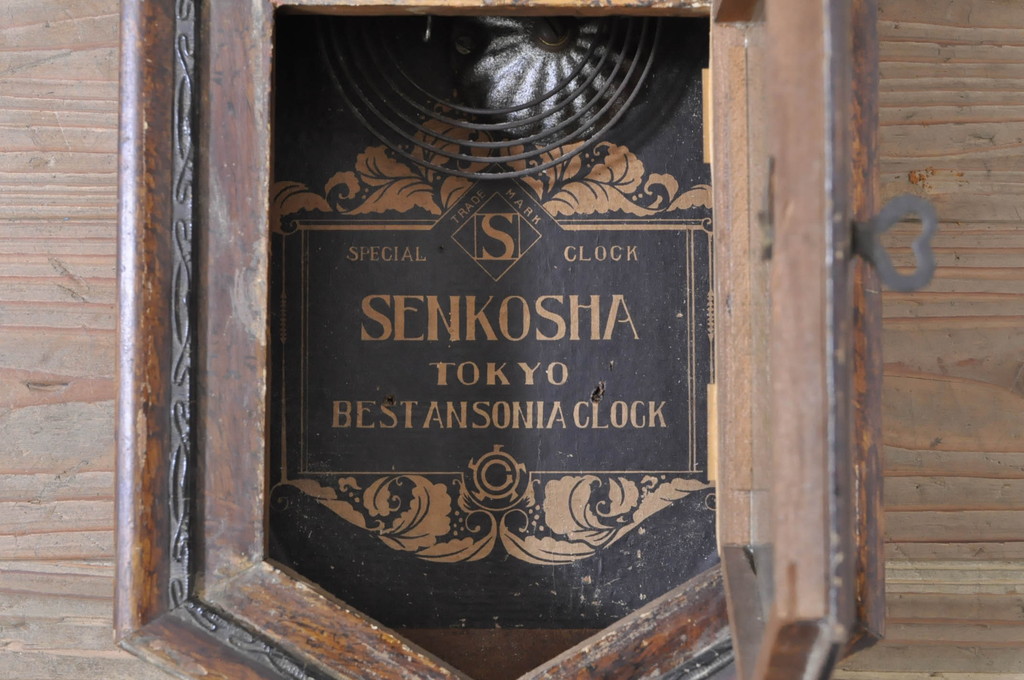 TRADE MARK
S
SPECIAL CLOCK
SENKOSHA
TOKYO
BEST ANSONIA CLOCK